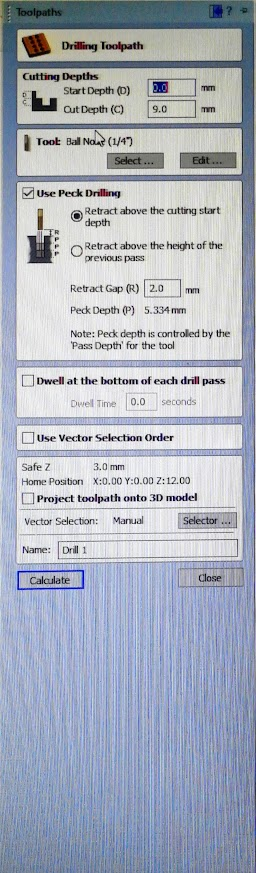 Toolpaths
?
Drilling Toolpath
Cutting Depths
Start Depth (D) 0.0 mm
D
C
Cut Depth (C) 9.0 mm
Tool: Ball Nose (1/4")
Select ... Edit ...
Use Peck Drilling
Retract above the cutting start
depth
R
P
P
P
Retract above the height of the
previous pass
Retract Gap (R) 2.0 mm
Peck Depth (P) 5.334 mm
Note: Peck depth is controlled by the
'Pass Depth' for the tool
Dwell at the bottom of each drill pass
Dwell Time 0.0 seconds
Use Vector Selection Order
Safe Z 3.0 mm
Home Position X:0.00 Y:0.00 Z:12.00
Project toolpath onto 3D model
Vector Selection: Manual Selector ...
Name: Drill 1
Calculate Close